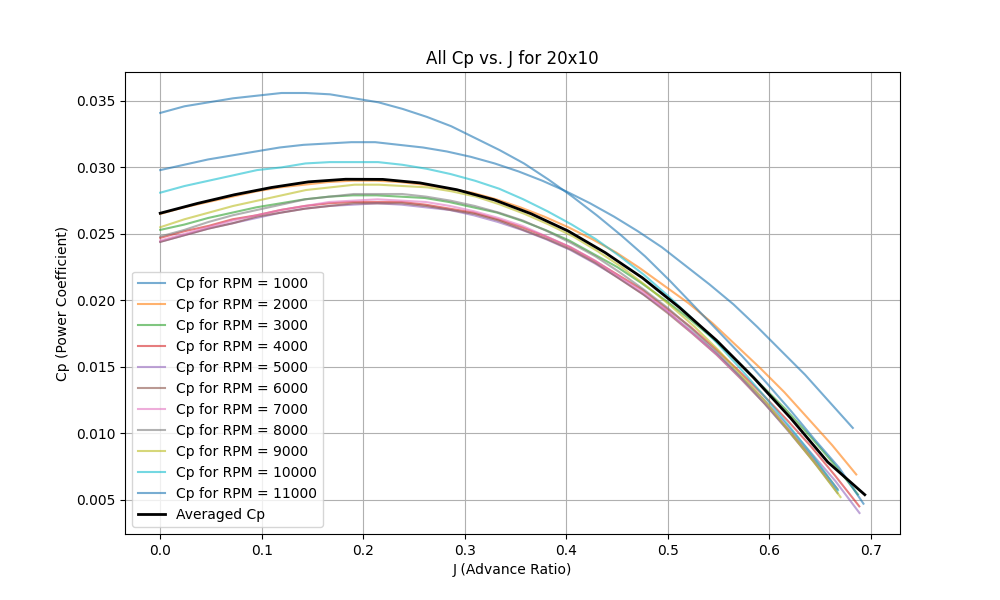 All Cp vs. J for 20x10
Cp (Power Coefficient)
0.035
0.030
0.025
0.020
0.015
0.010
0.005
Cp for RPM = 1000
Cp for RPM = 2000
Cp for RPM = 3000
Cp for RPM = 4000
Cp for RPM = 5000
Cp for RPM = 6000
Cp for RPM = 7000
Cp for RPM = 8000
Cp for RPM = 9000
Cp for RPM = 10000
Cp for RPM = 11000
Averaged Cp
0.0 0.1 0.2 0.3 0.4 0.5 0.6 0.7
J (Advance Ratio)